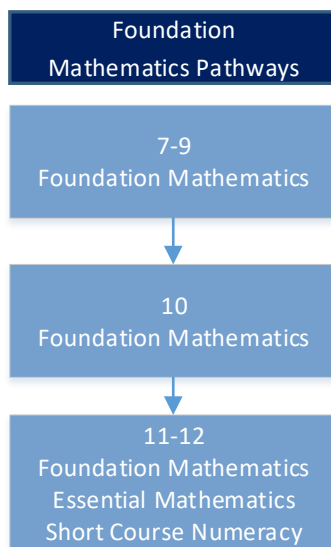 Foundation
Mathematics Pathways
7-9
Foundation Mathematics
10
Foundation Mathematics
11-12
Foundation Mathematics
Essential Mathematics
Short Course Numeracy